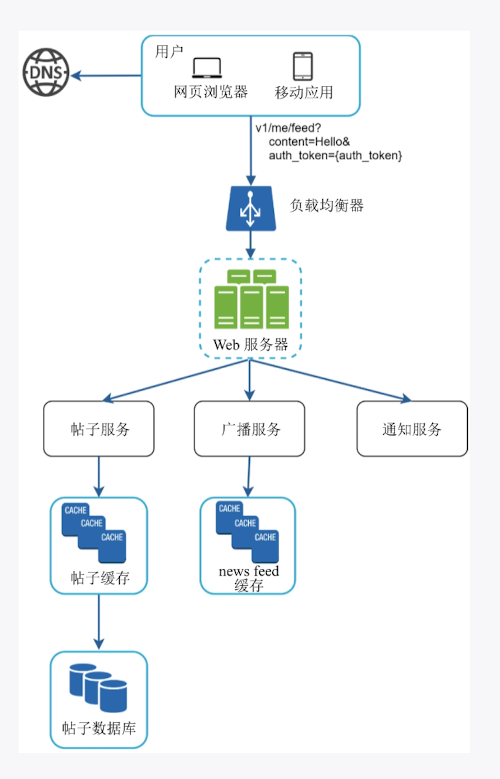 用户
DNS
网页浏览器
移动应用
v1/me/feed?
content=Hello&
auth_token={auth_token}
负载均衡器
Web 服务器
帖子服务
广播服务
通知服务
CACHE
CACHE
CACHE
帖子缓存
CACHE
CACHE
CACHE
news feed
缓存
帖子数据库